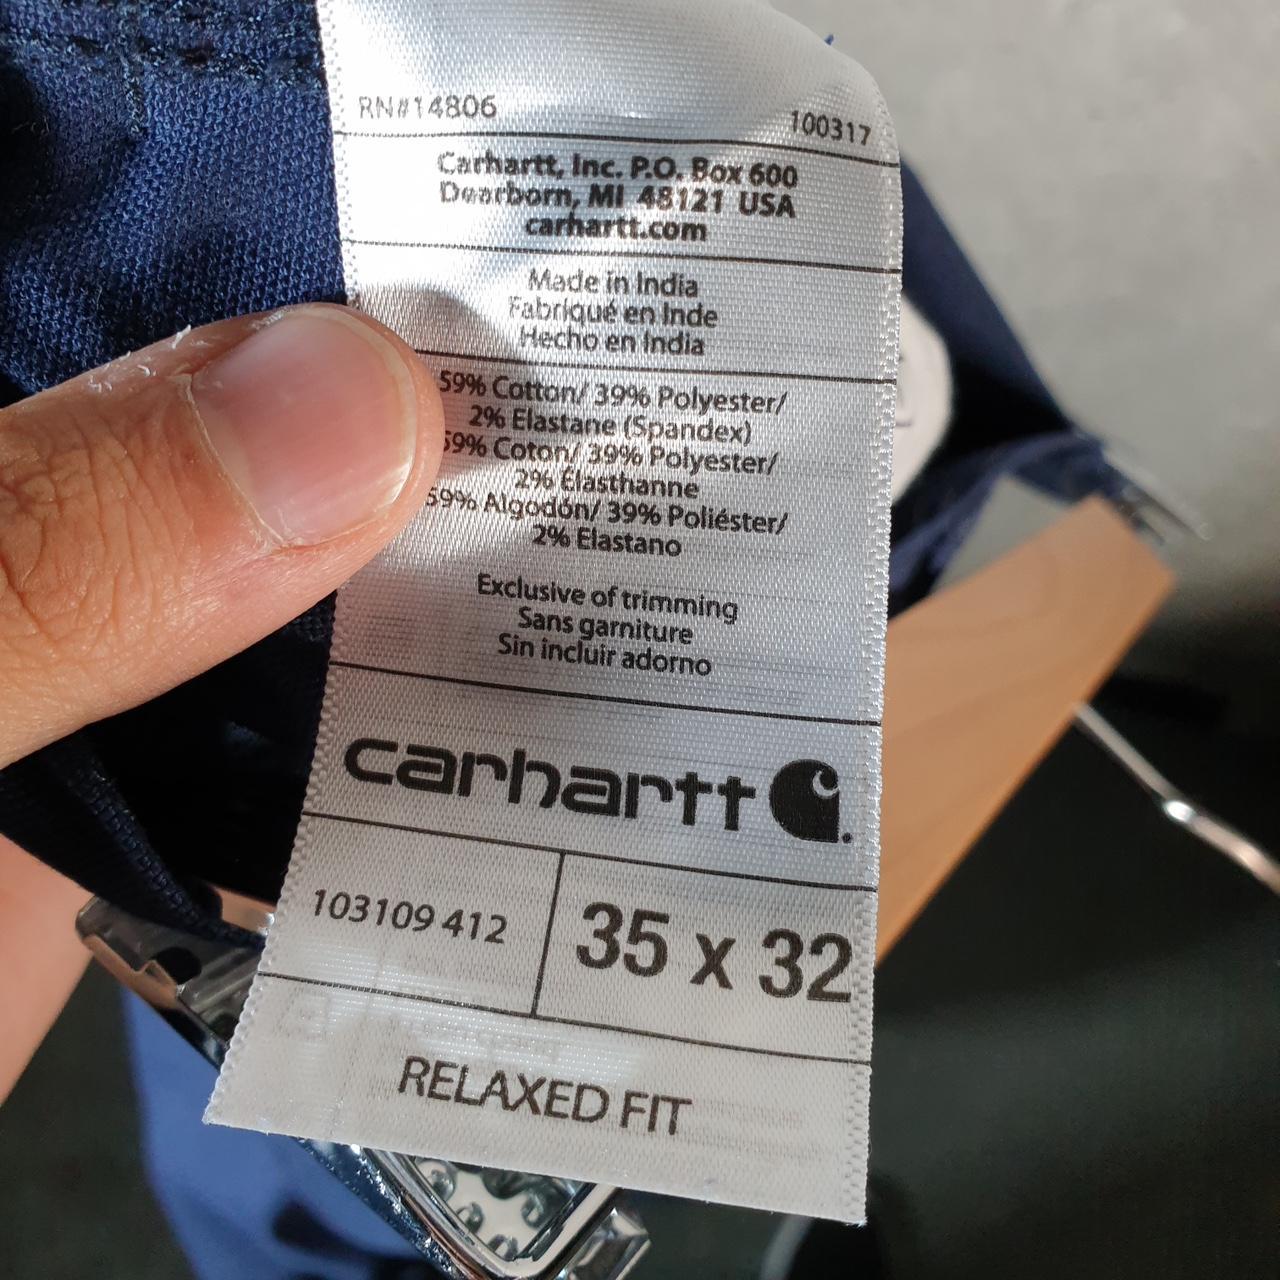 RN#14806 100317
Carhartt, Inc. P.O. Box 600
Dearborn, MI 48121 USA
carhartt.com
Made in India
Fabriqué en Inde
Hecho en India
59% Cotton/ 39% Polyester/
2% Elastane (Spandex)
59% Coton/ 39% Polyester/
2% Élasthanne
59% Algodón/ 39% Poliéster/
2% Elastano
Exclusive of trimming
Sans garniture
Sin incluir adorno
carhartt
103109 412 35 x 32
RELAXED FIT